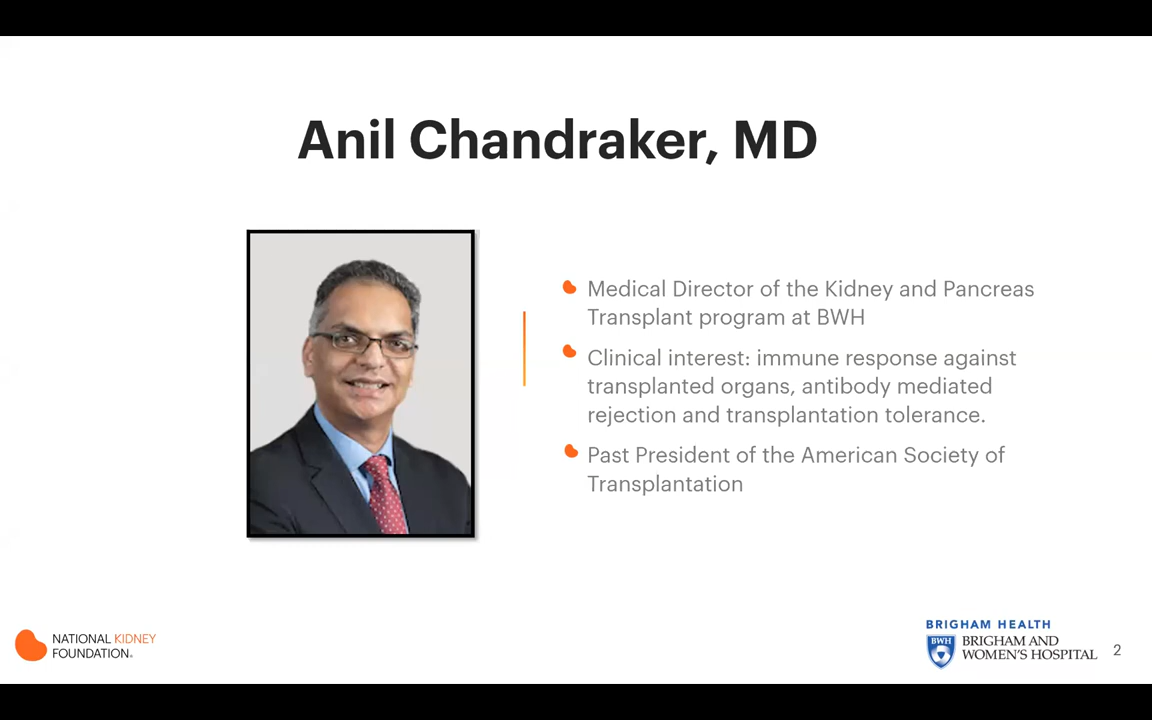 Anil Chandraker, MD
Medical Director of the Kidney and Pancreas
Transplant program at BWH
Clinical interest: immune response against
transplanted organs, antibody mediated
rejection and transplantation tolerance.
Past President of the American Society of
Transplantation
NATIONAL KIDNEY
FOUNDATION®
BRIGHAM HEALTH
BWH
BRIGHAM AND
WOMEN'S HOSPITAL
2